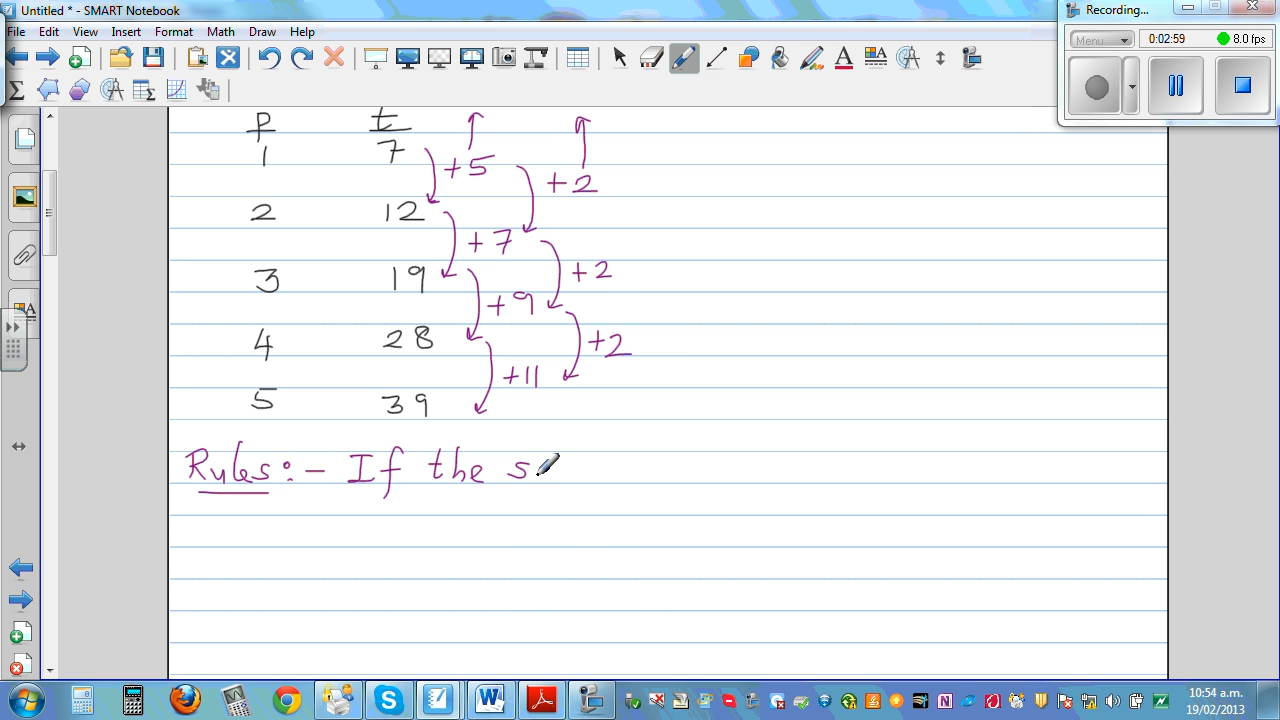 Untitled * - SMART Notebook
Recording...
File Edit View Insert Format Math Draw Help
Menu
0:02:59
8.0 fps
p t
1 7
+5
+2
2 12
+7
3 19
+2
+9
4 28
+2
+11
5 39
Rules:- If the s
10:54 a.m.
19/02/2013